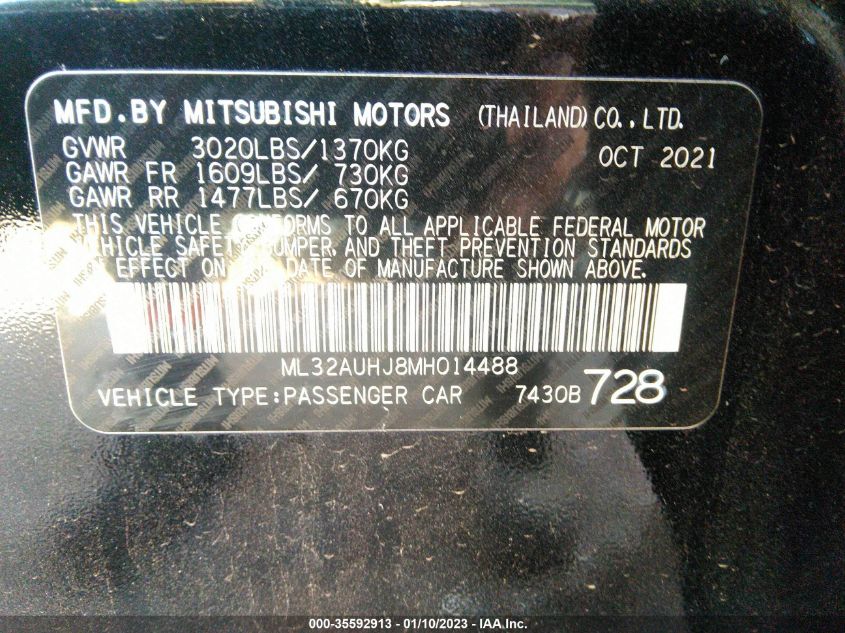 MFD.BY MITSUBISHI MOTORS (THAILAND) CO., LTD.
GVWR 3020LBS/1370KG OCT 2021
GAWR FR 1609LBS/ 730KG
GAWR RR 1477LBS/ 670KG
THIS VEHICLE CONFORMS TO ALL APPLICABLE FEDERAL MOTOR
VEHICLE SAFETY, BUMPER, AND THEFT PREVENTION STANDARDS
IN EFFECT ON THE DATE OF MANUFACTURE SHOWN ABOVE.
ML32AUHJ8MH014488
VEHICLE TYPE:PASSENGER CAR 7430B 728
000-35592913 - 01/10/2023 - IAA Inc.